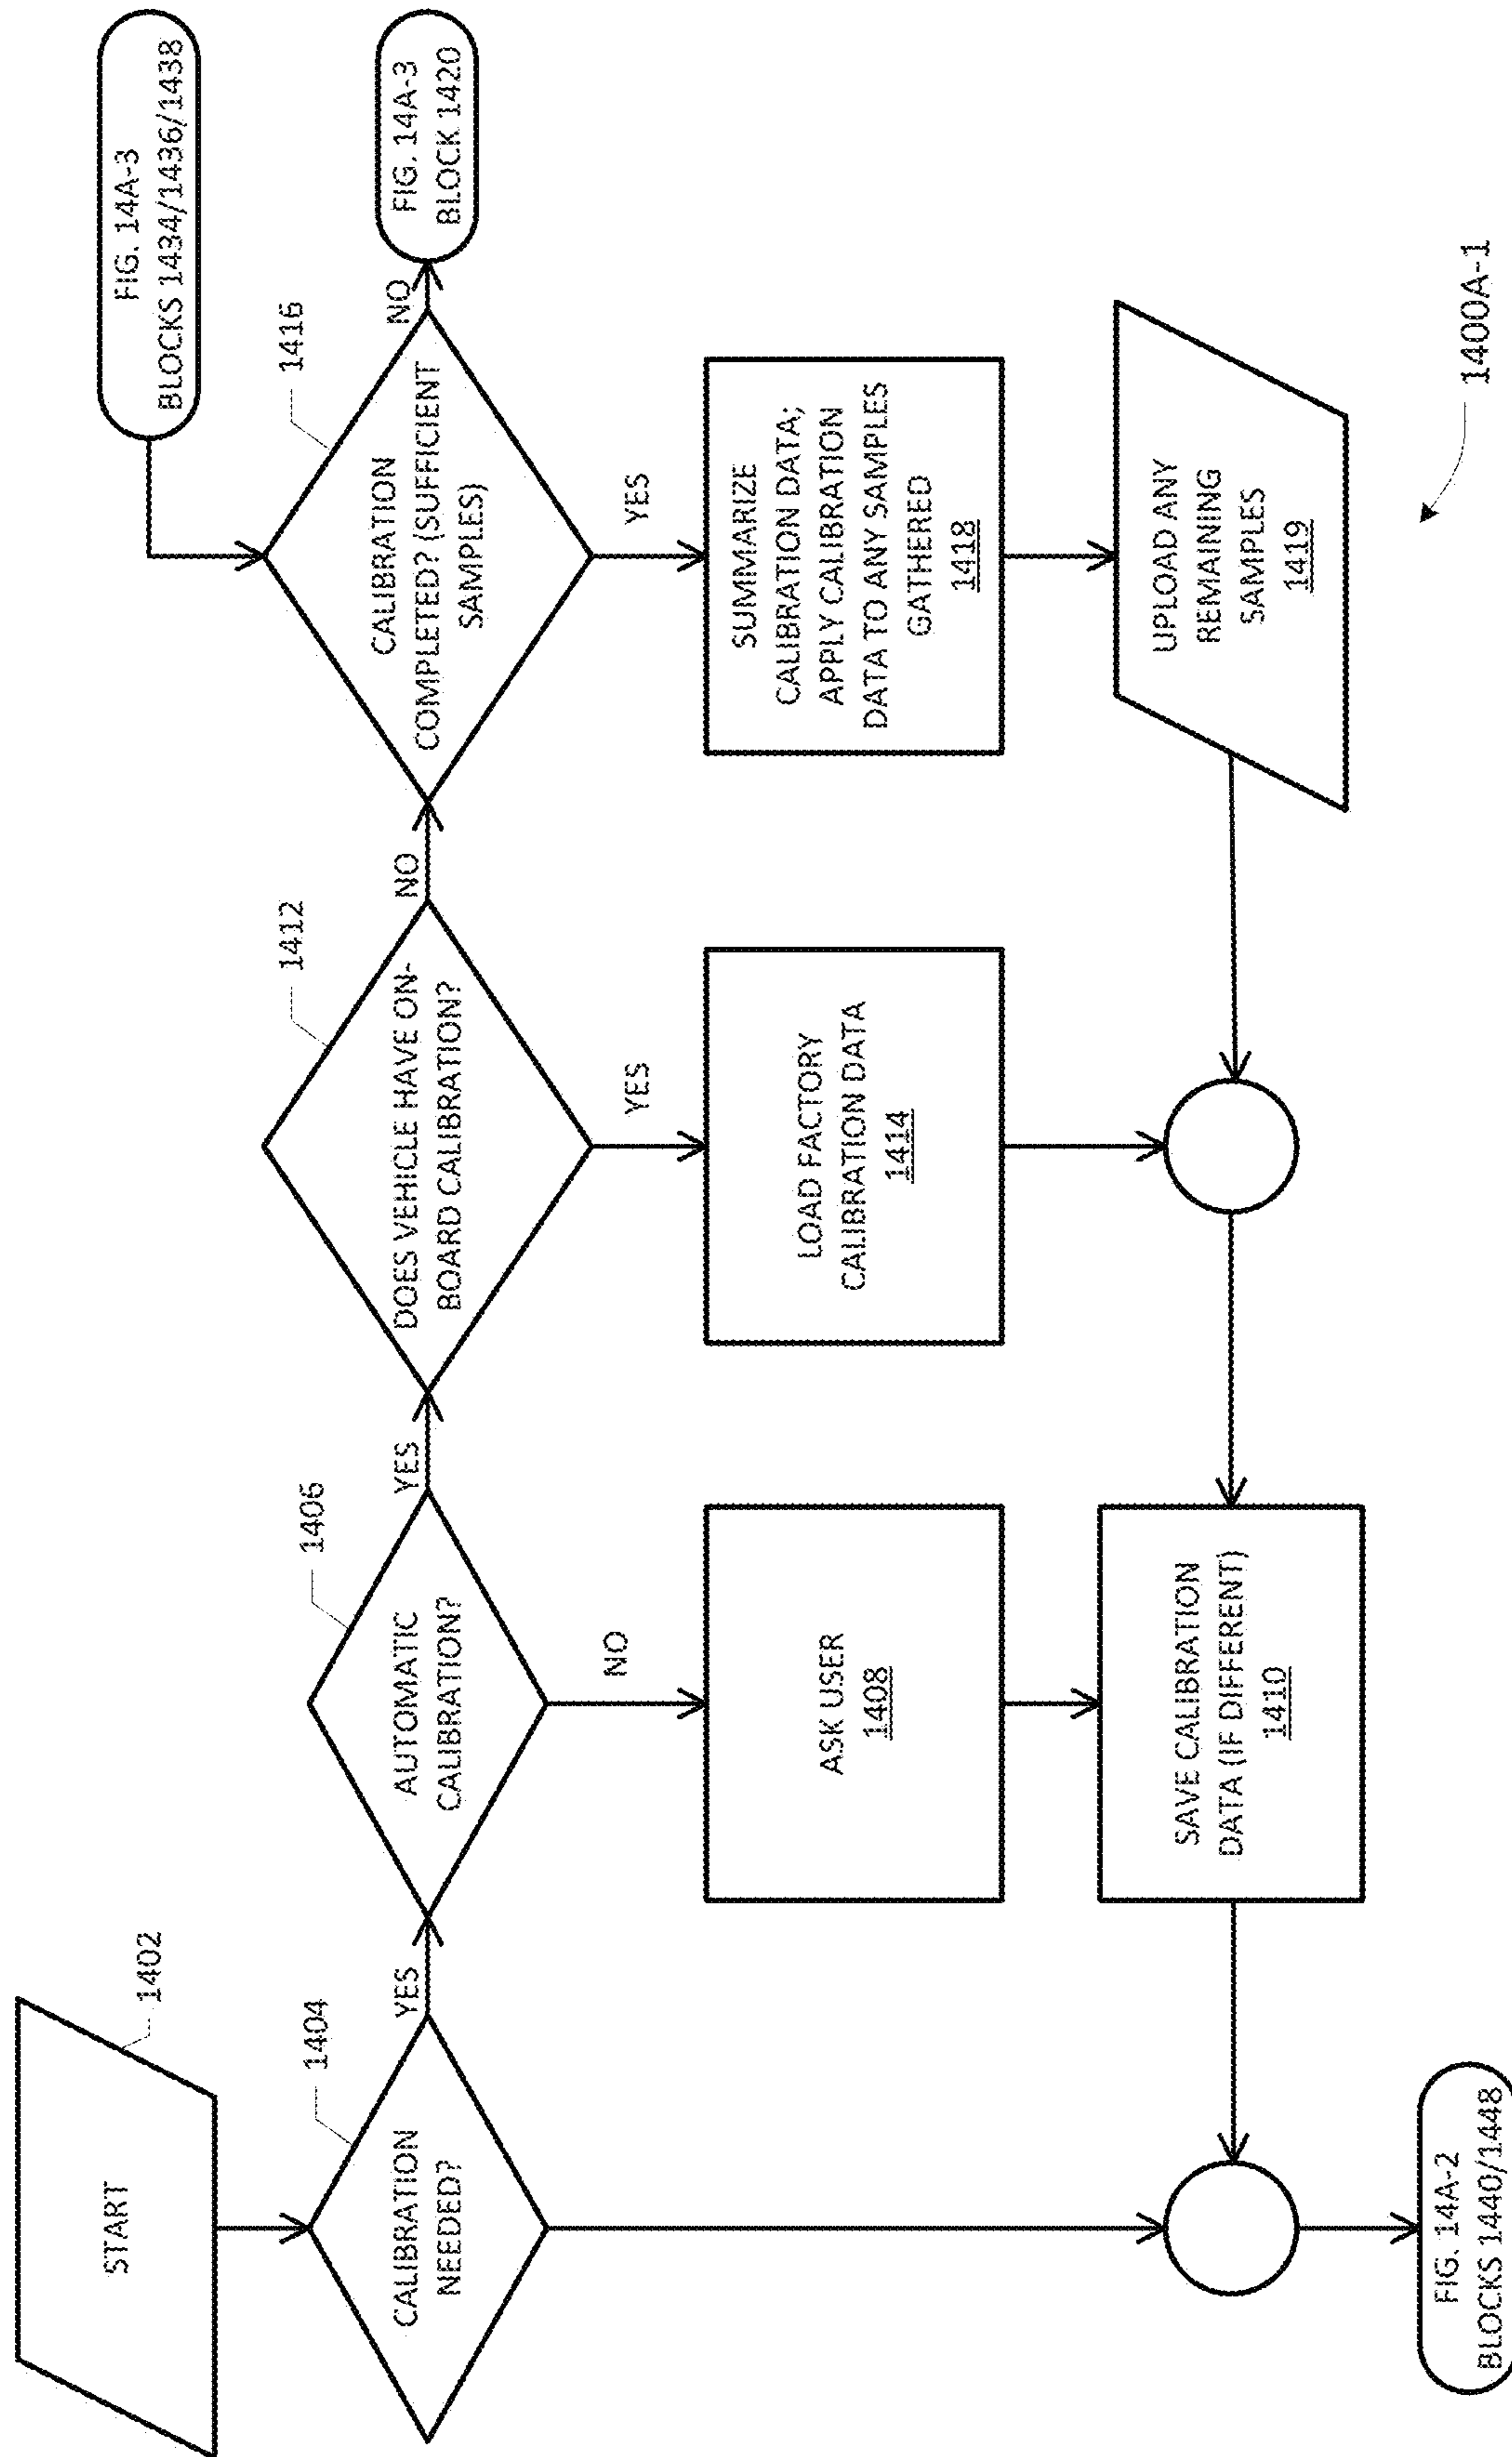 START
1402
CALIBRATION
NEEDED?
1404
YES
AUTOMATIC
CALIBRATION?
1406
YES
NO
ASK USER
1408
SAVE CALIBRATION
DATA (IF DIFFERENT)
1410
DOES VEHICLE HAVE ON-
BOARD CALIBRATION?
1412
NO
YES
LOAD FACTORY
CALIBRATION DATA
1414
FIG. 14A-3
BLOCKS 1434/1436/1438
CALIBRATION
COMPLETED? (SUFFICIENT
SAMPLES)
1416
NO
FIG. 14A-3
BLOCK 1420
YES
SUMMARIZE
CALIBRATION DATA;
APPLY CALIBRATION
DATA TO ANY SAMPLES
GATHERED
1418
UPLOAD ANY
REMAINING
SAMPLES
1419
FIG. 14A-2
BLOCKS 1440/1448
1400A-1